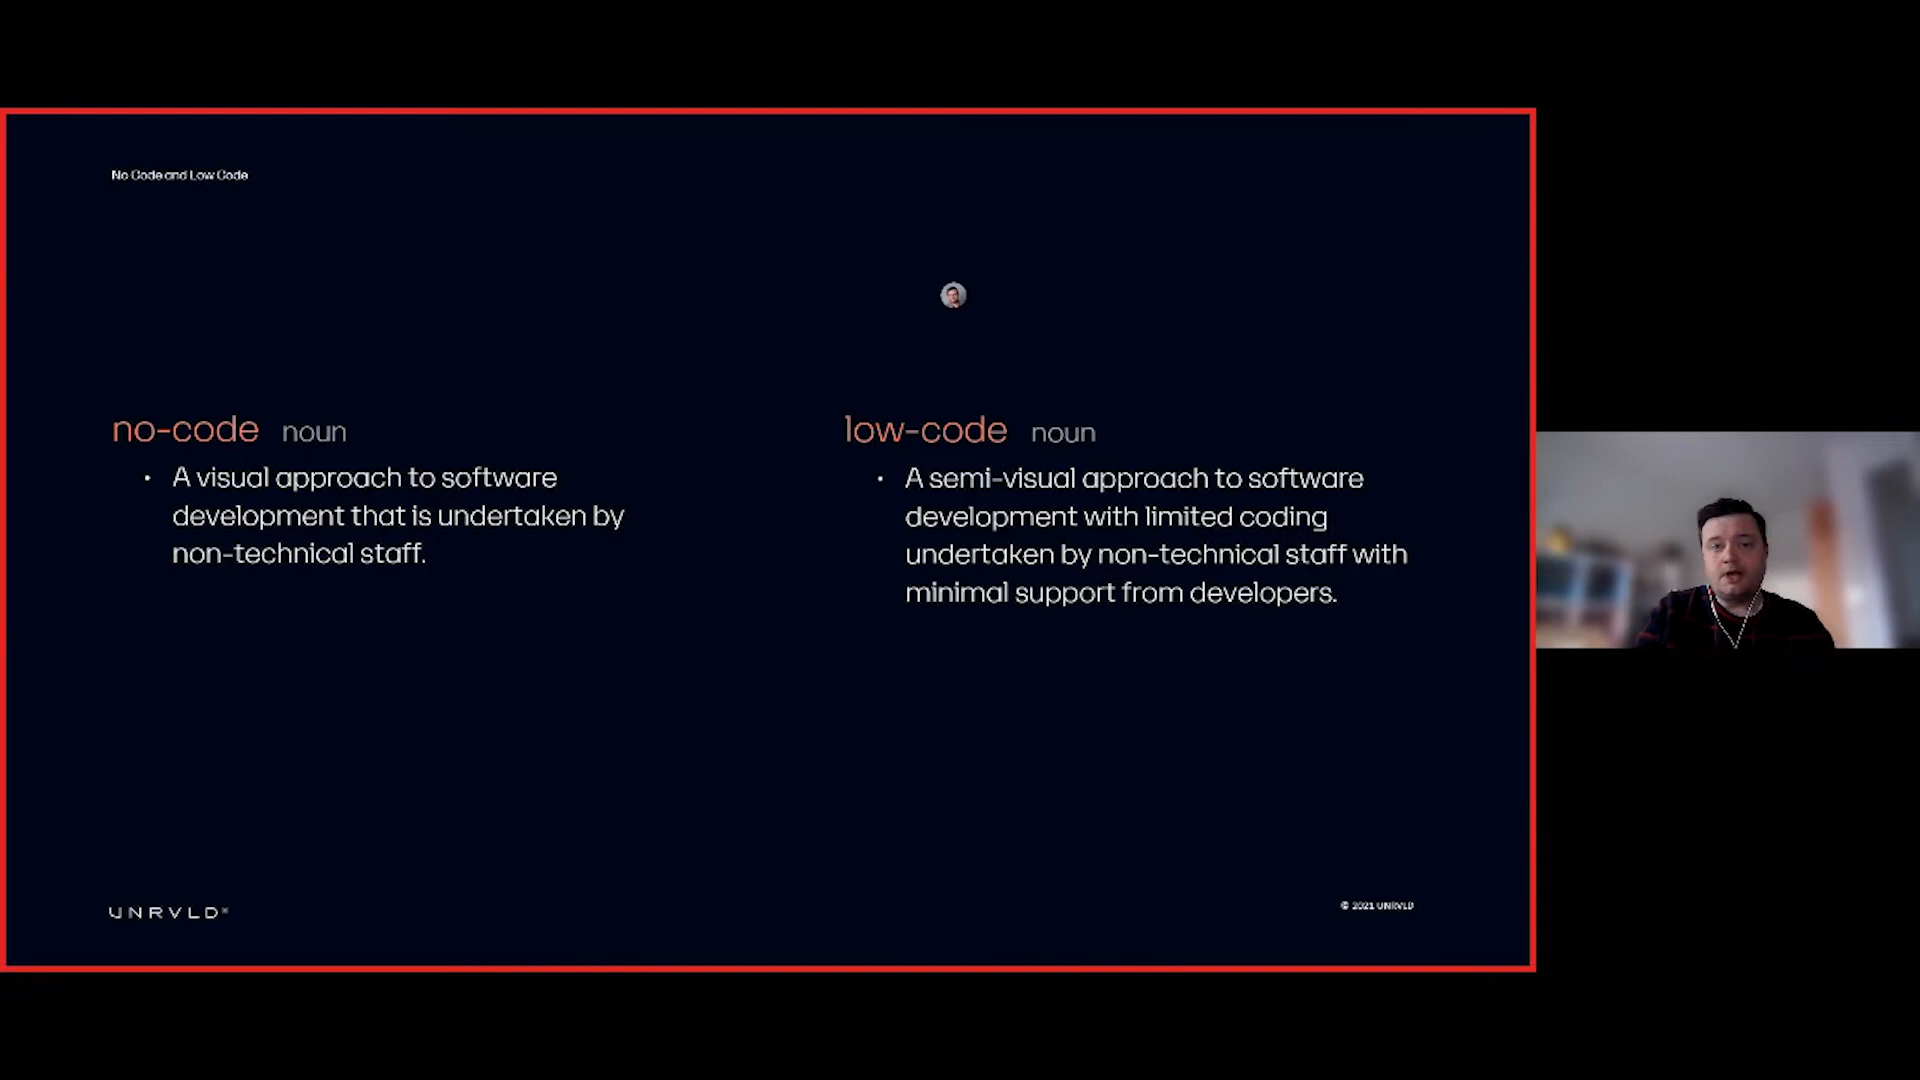 No Code and Low Code
no-code noun
• A visual approach to software
development that is undertaken by
non-technical staff.
low-code noun
• A semi-visual approach to software
development with limited coding
undertaken by non-technical staff with
minimal support from developers.
UNRVLD
© 2021 UNRVLD